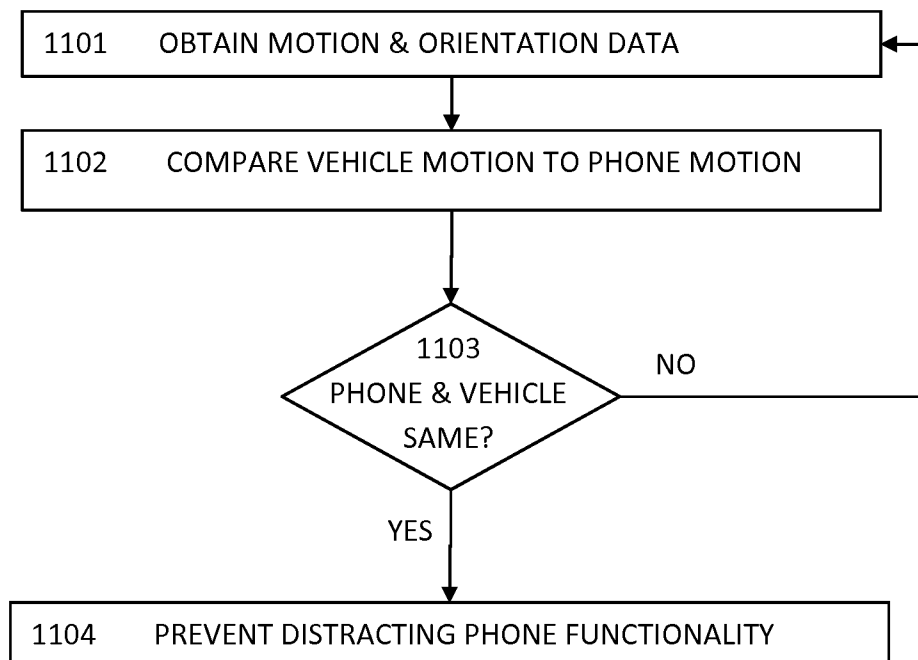 1101 OBTAIN MOTION & ORIENTATION DATA
1102 COMPARE VEHICLE MOTION TO PHONE MOTION
1103
PHONE & VEHICLE
SAME?
NO
YES
1104 PREVENT DISTRACTING PHONE FUNCTIONALITY